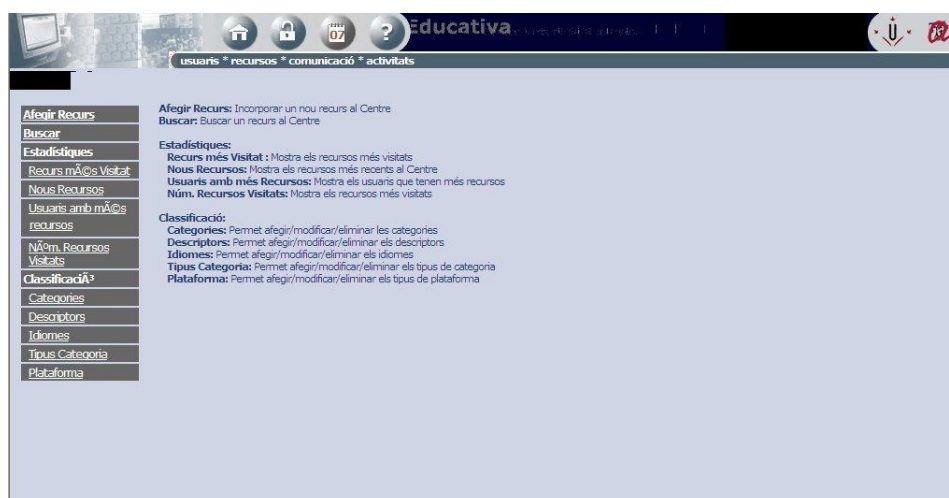 07
?
Educativa
usuaris * recursos * comunicació * activitats
Afegir Recurs
Buscar
Estadístiques
Recurs mÃ©s Visitat
Nous Recursos
Usuaris amb mÃ©s
recursos
NÃºm. Recursos
Visitats
ClassificaciÃ³
Categories
Descriptors
Idiomes
Tipus Categoria
Plataforma
Afegir Recurs: Incorporar un nou recurs al Centre
Buscar: Buscar un recurs al Centre
Estadístiques:
Recurs més Visitat : Mostra els recursos més visitats
Nous Recursos: Mostra els recursos més recents al Centre
Usuaris amb més Recursos: Mostra els usuaris que tenen més recursos
Núm. Recursos Visitats: Mostra els recursos més visitats
Classificació:
Categories: Permet afegir/modificar/eliminar les categories
Descriptors: Permet afegir/modificar/eliminar els descriptors
Idiomes: Permet afegir/modificar/eliminar els idiomes
Tipus Categoria: Permet afegir/modificar/eliminar els tipus de categoria
Plataforma: Permet afegir/modificar/eliminar els tipus de plataforma